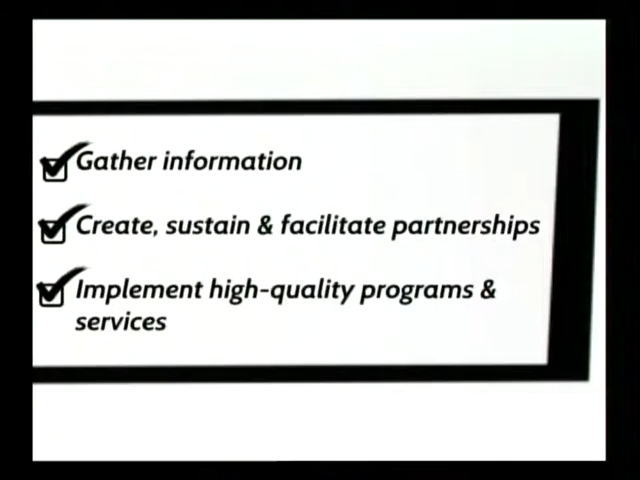 Gather information
Create, sustain & facilitate partnerships
Implement high-quality programs &
services